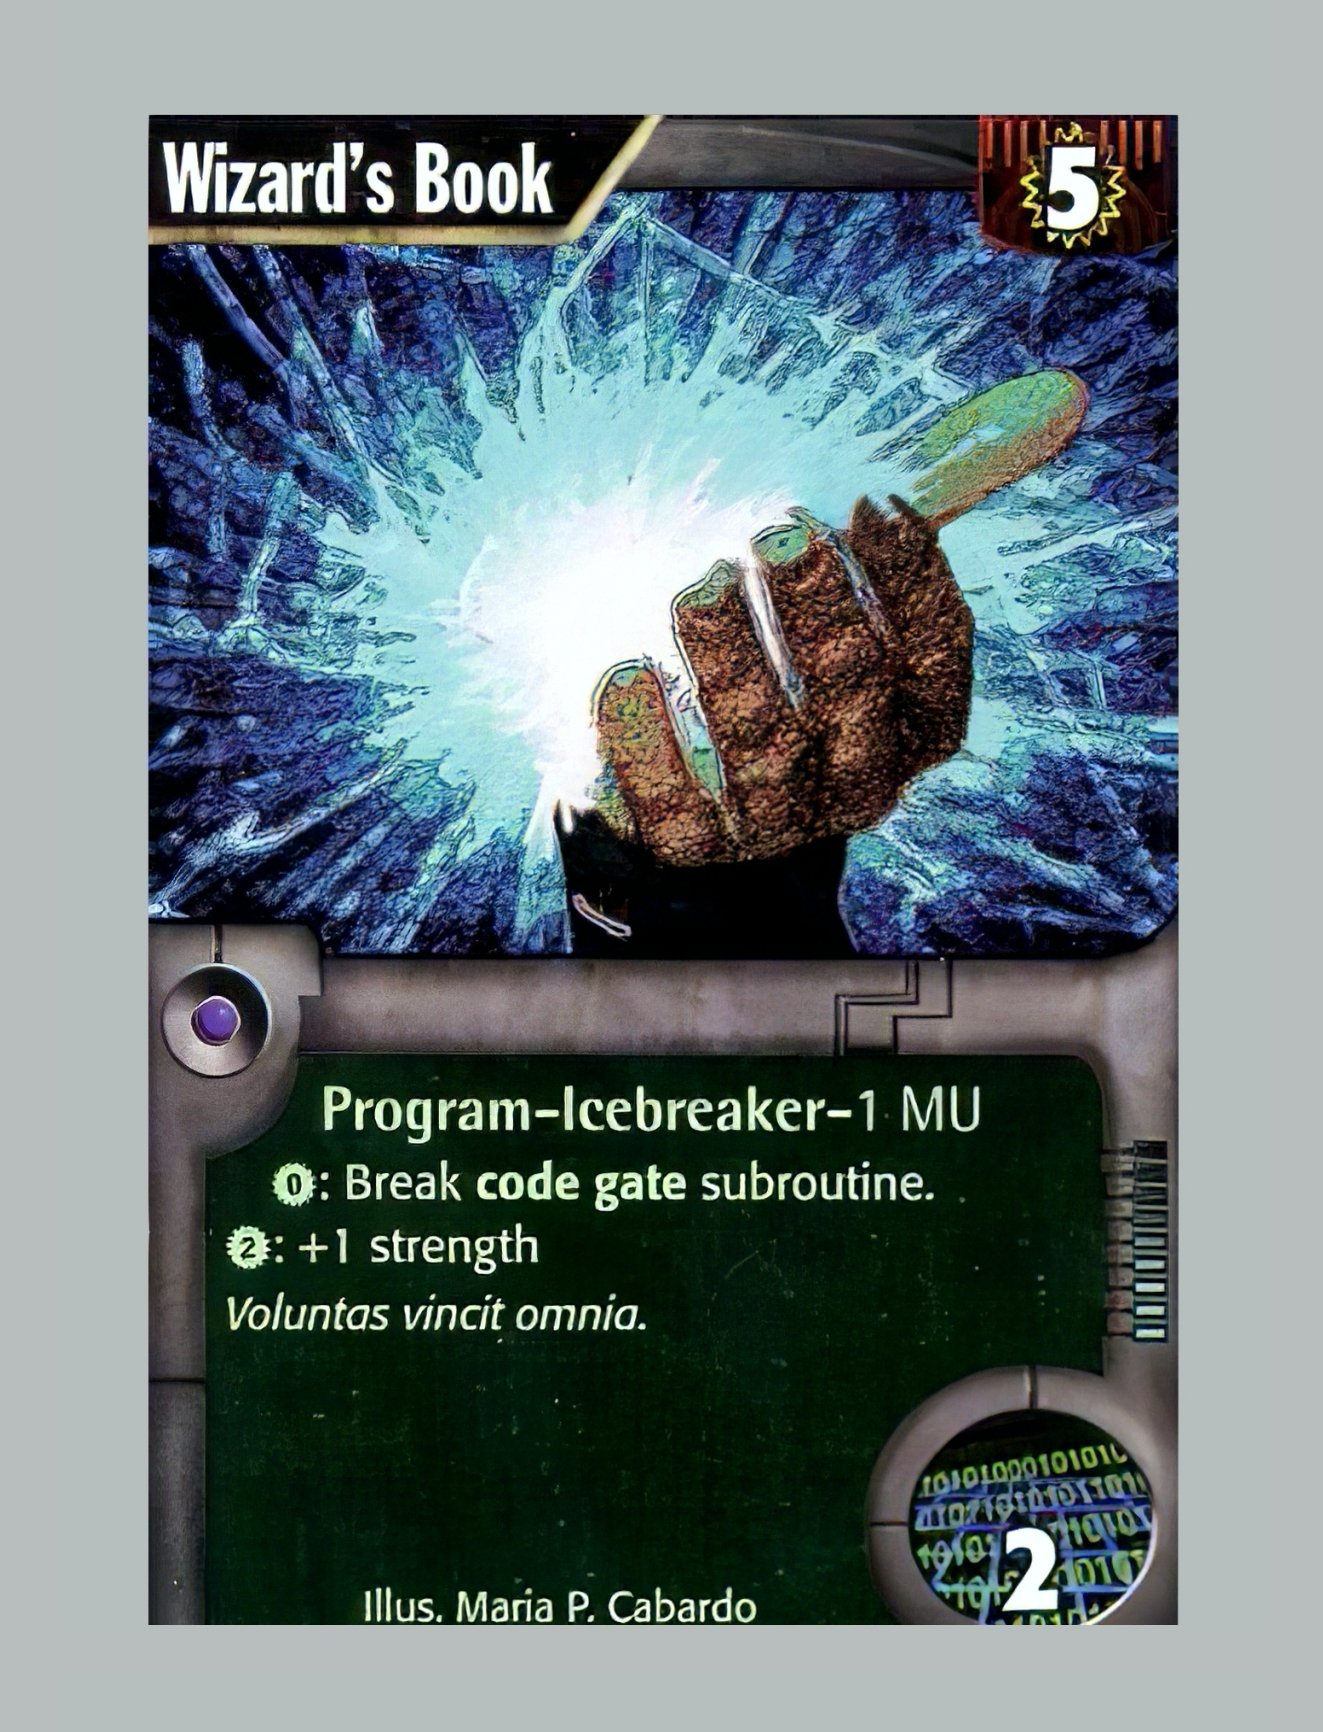 Wizard's Book
5
Program-Icebreaker-1 MU
0: Break code gate subroutine.
2: +1 strength
Voluntas vincit omnia.
2
Illus. Maria P. Cabardo